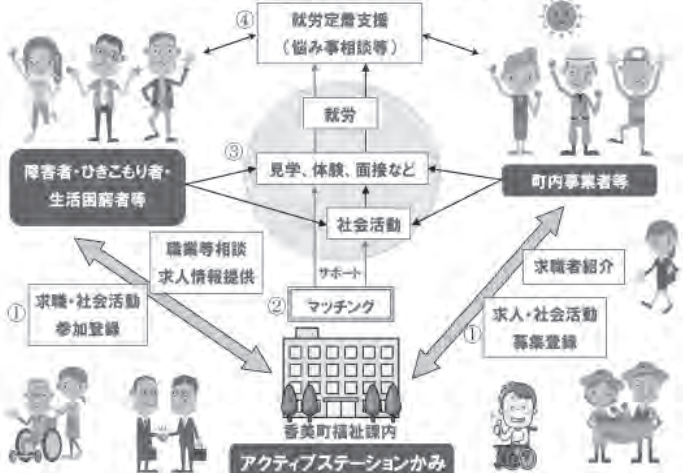 ④
就労定着支援
（悩み事相談等）
就労
③
見学、体験、面接など
社会活動
障害者・ひきこもり者・
生活困窮者等
町内事業者等
職業等相談
求人情報提供
サポート
求職者紹介
①
求職・社会活動
参加登録
②
マッチング
①
求人・社会活動
募集登録
香美町福祉課内
アクティブステーションかみ